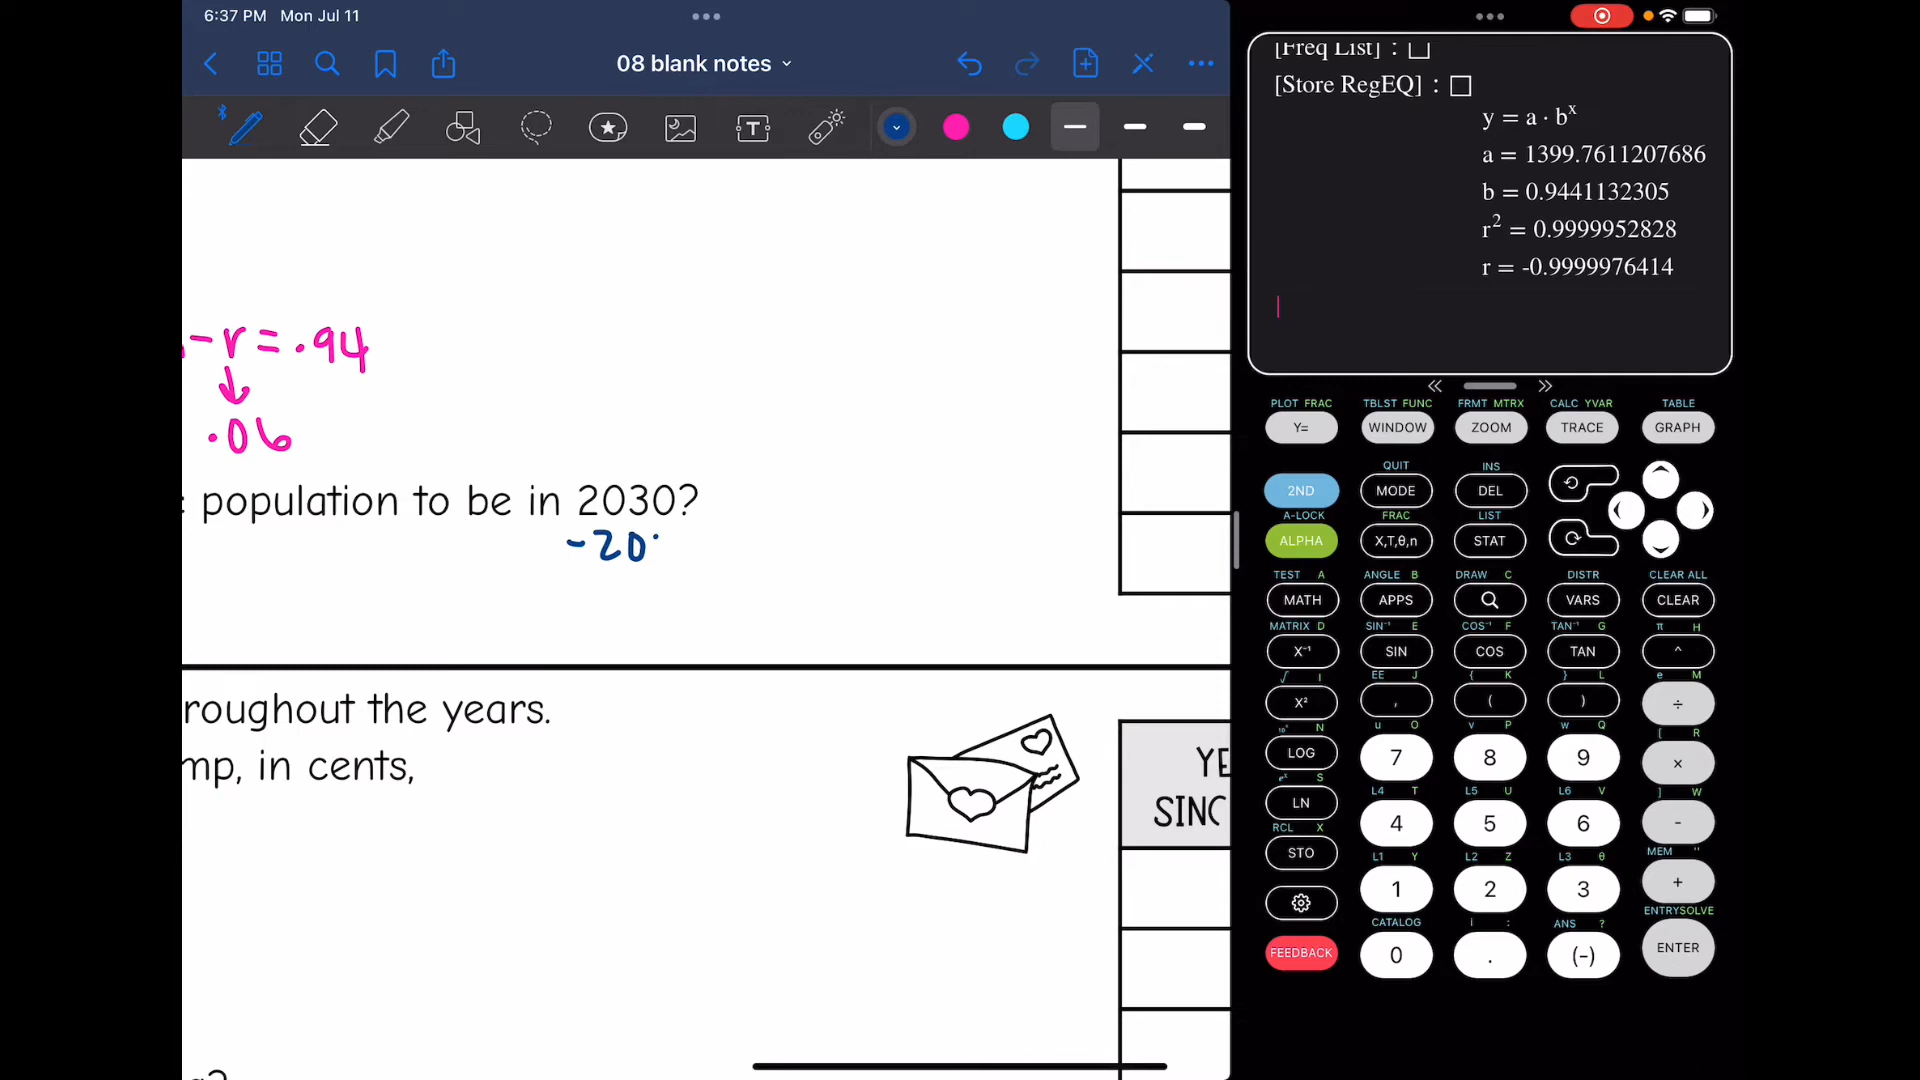 6:37 PM Mon Jul 11
08 blank notes
T
-r = .94
.06
population to be in 2030?
-20
roughout the years.
mp, in cents,
YE
SINC
[Freq List] : □
[Store RegEQ] : □
y = a · bˣ
a = 1399.7611207686
b = 0.9441132305
r² = 0.9999952828
r = -0.9999976414
PLOT FRAC TBLST FUNC FRMT MTRX CALC YVAR TABLE
Y= WINDOW ZOOM TRACE GRAPH
QUIT INS
2ND MODE DEL
A-LOCK FRAC LIST
ALPHA X,T,θ,n STAT
TEST A ANGLE B DRAW C DISTR CLEAR ALL
MATH APPS VARS CLEAR
MATRIX D SIN⁻¹ E COS⁻¹ F TAN⁻¹ G π H
X⁻¹ SIN COS TAN ^
√ I EE J { K } L e M
X² , ( ) ÷
10ˣ N u O v P w Q [ R
LOG 7 8 9 ×
eˣ S L4 T L5 U L6 V ] W
LN 4 5 6 -
RCL X L1 Y L2 Z L3 θ MEM "
STO 1 2 3 +
CATALOG i : ANS ? ENTRY SOLVE
FEEDBACK 0 . (-) ENTER